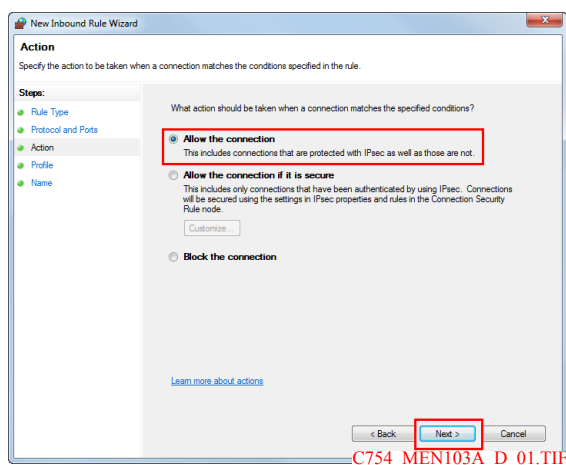 New Inbound Rule Wizard
Action
Specify the action to be taken when a connection matches the conditions specified in the rule.
Steps:
Rule Type
Protocol and Ports
Action
Profile
Name
What action should be taken when a connection matches the specified conditions?
Allow the connection
This includes connections that are protected with IPsec as well as those are not.
Allow the connection if it is secure
This includes only connections that have been authenticated by using IPsec. Connections
will be secured using the settings in IPsec properties and rules in the Connection Security
Rule node.
Customize...
Block the connection
Learn more about actions
< Back
Next >
Cancel
C754_MEN103A_D_01.TIF